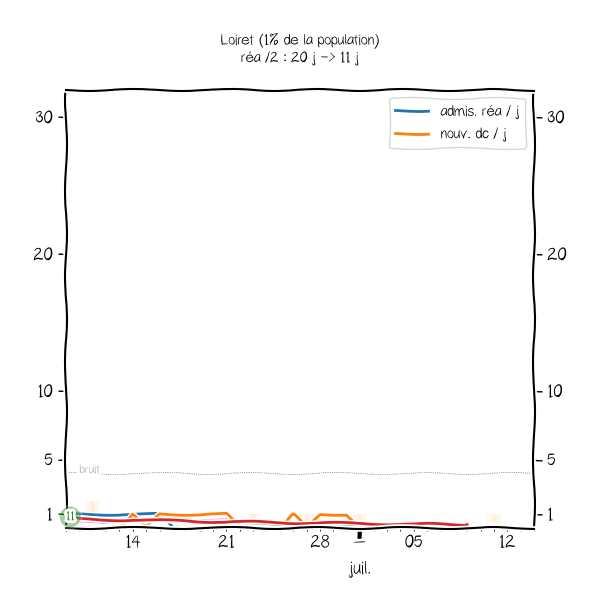 Loiret (1% de la population)
réa /2 : 20 j -> 11 j
admis. réa / j
nouv. dc / j
30
30
20
20
10
10
5
5
bruit
1
11
1
14
21
28
1
05
12
juil.